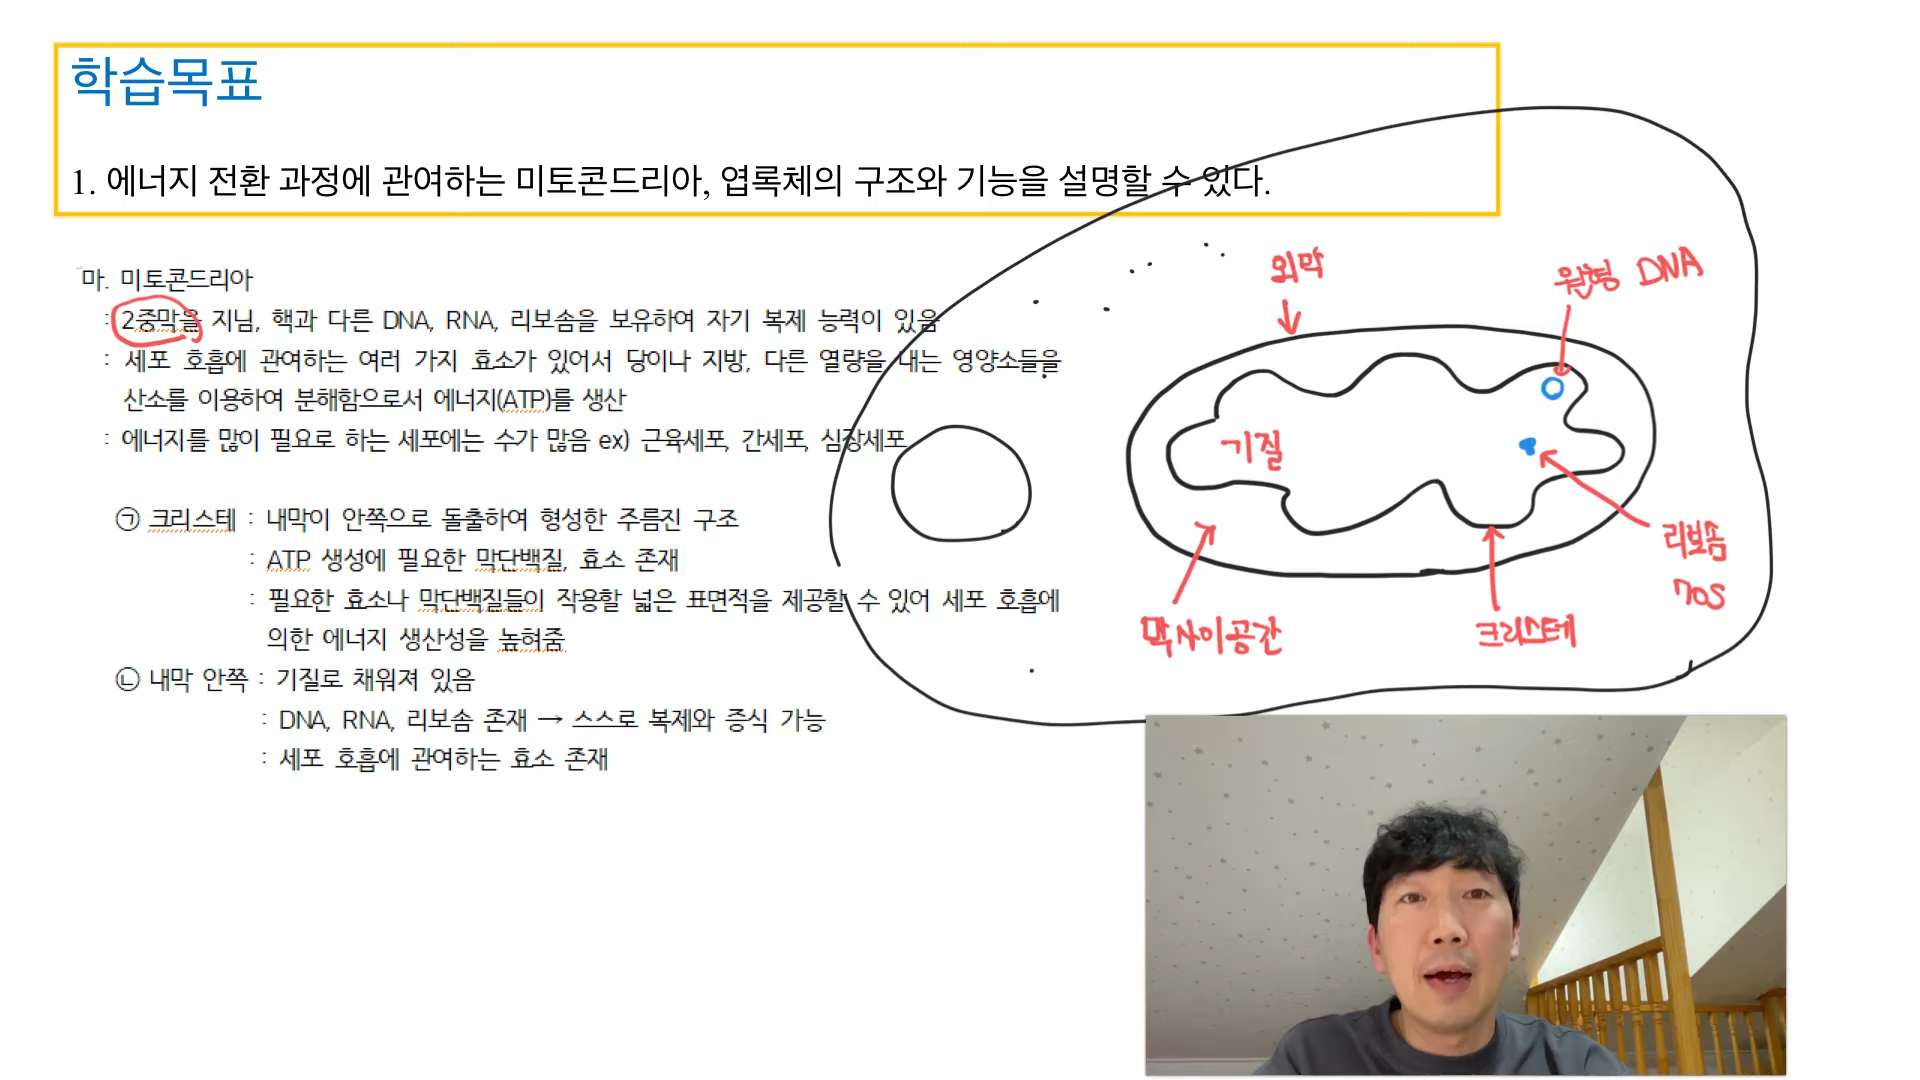 학습목표
1. 에너지 전환 과정에 관여하는 미토콘드리아, 엽록체의 구조와 기능을 설명할 수 있다.
마. 미토콘드리아
: 2중막을 지님, 핵과 다른 DNA, RNA, 리보솜을 보유하여 자기 복제 능력이 있음
: 세포 호흡에 관여하는 여러 가지 효소가 있어서 당이나 지방, 다른 열량을 내는 영양소들을
산소를 이용하여 분해함으로서 에너지(ATP)를 생산
: 에너지를 많이 필요로 하는 세포에는 수가 많음 ex) 근육세포, 간세포, 심장세포
㉠ 크리스테 : 내막이 안쪽으로 돌출하여 형성한 주름진 구조
: ATP 생성에 필요한 막단백질, 효소 존재
: 필요한 효소나 막단백질들이 작용할 넓은 표면적을 제공할 수 있어 세포 호흡에
의한 에너지 생산성을 높혀줌
㉡ 내막 안쪽 : 기질로 채워져 있음
: DNA, RNA, 리보솜 존재 → 스스로 복제와 증식 가능
: 세포 호흡에 관여하는 효소 존재
외막
원형 DNA
기질
리보솜
70S
막사이공간
크리스테